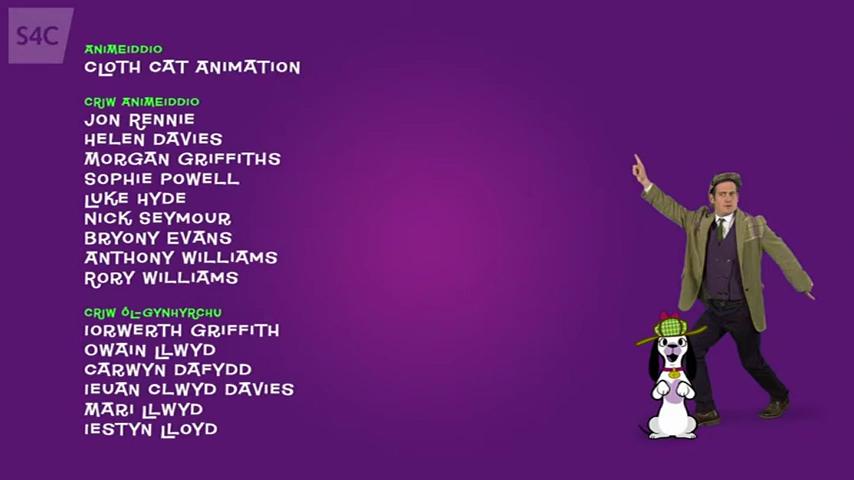 S4C
ANIMEIDDIO
CLOTH CAT ANIMATION
CRIW ANIMEIDDIO
JON RENNIE
HELEN DAVIES
MORGAN GRIFFITHS
SOPHIE POWELL
LUKE HYDE
NICK SEYMOUR
BRYONY EVANS
ANTHONY WILLIAMS
RORY WILLIAMS
CRIW ÔL-GYNHYRCHU
IORWERTH GRIFFITH
OWAIN LLWYD
CARWYN DAFYDD
IEUAN CLWYD DAVIES
MARI LLWYD
IESTYN LLOYD